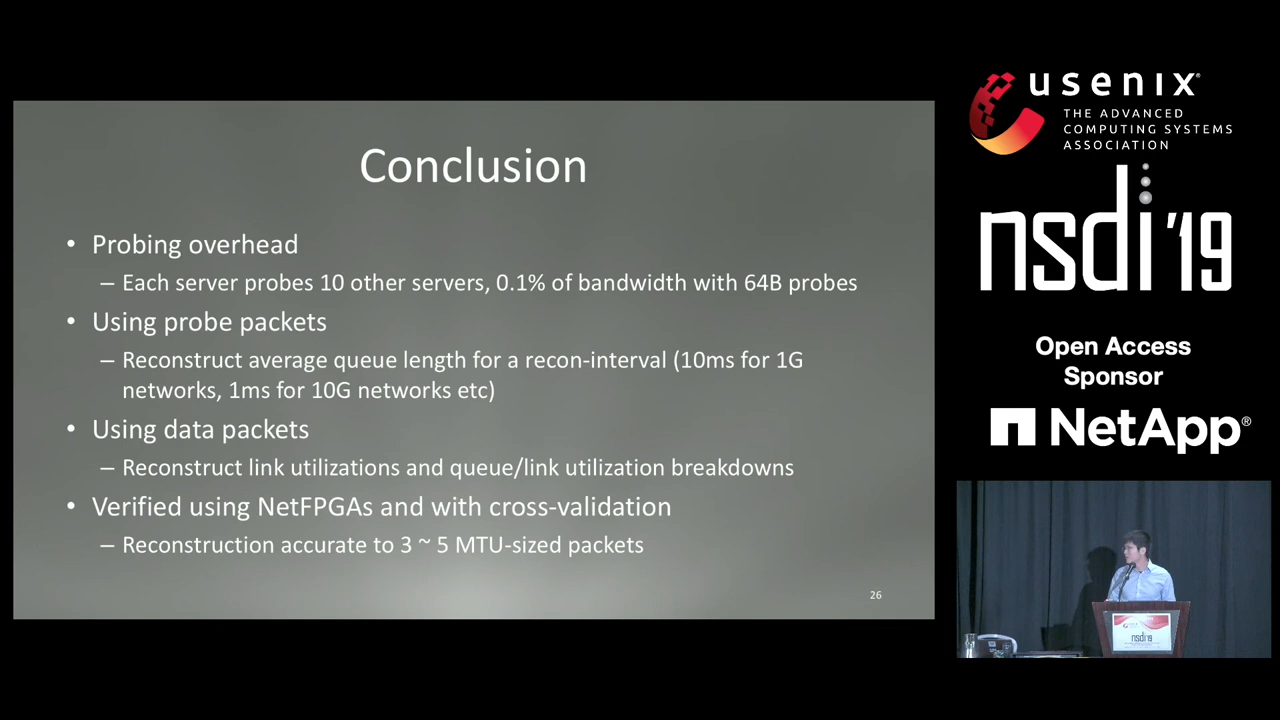 Conclusion
• Probing overhead
– Each server probes 10 other servers, 0.1% of bandwidth with 64B probes
• Using probe packets
– Reconstruct average queue length for a recon-interval (10ms for 1G
networks, 1ms for 10G networks etc)
• Using data packets
– Reconstruct link utilizations and queue/link utilization breakdowns
• Verified using NetFPGAs and with cross-validation
– Reconstruction accurate to 3 ~ 5 MTU-sized packets
26
usenix®
THE ADVANCED
COMPUTING SYSTEMS
ASSOCIATION
nsdi '19
Open Access
Sponsor
NetApp®
nsdi'19